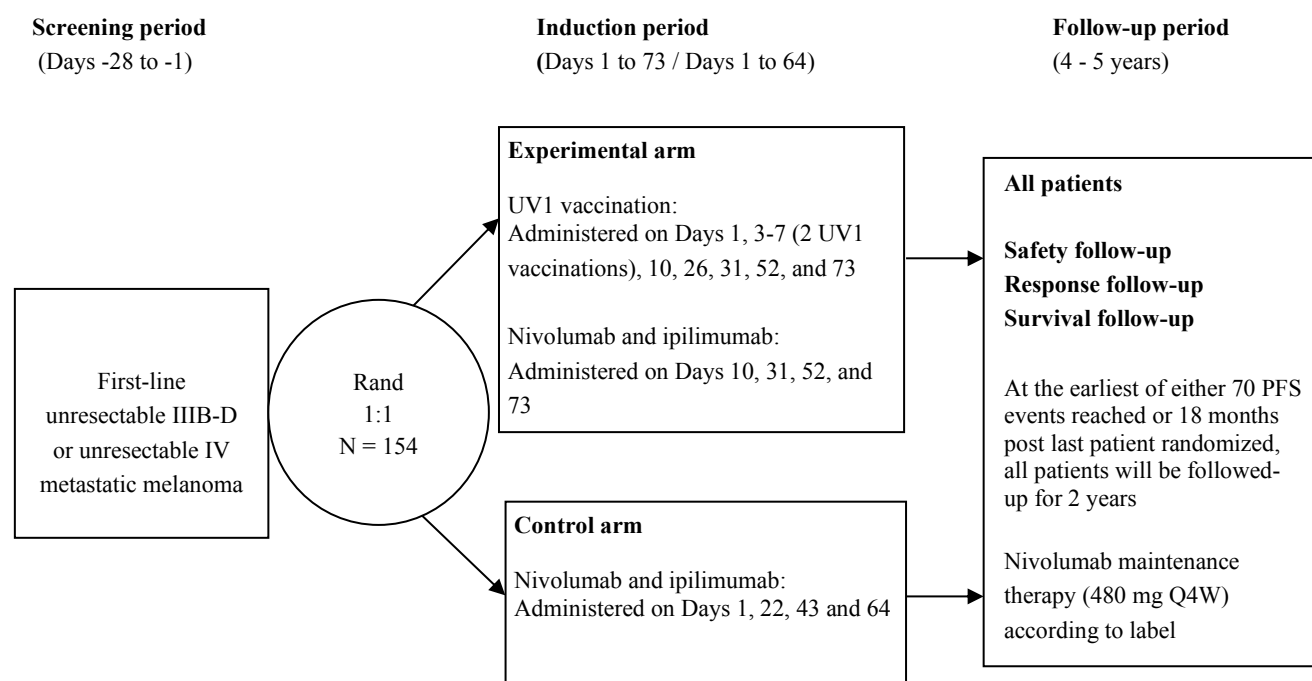 Screening period
(Days -28 to -1)
Induction period
(Days 1 to 73 / Days 1 to 64)
Follow-up period
(4 - 5 years)
First-line
unresectable IIIB-D
or unresectable IV
metastatic melanoma
Rand
1:1
N = 154
Experimental arm
UV1 vaccination:
Administered on Days 1, 3-7 (2 UV1
vaccinations), 10, 26, 31, 52, and 73
Nivolumab and ipilimumab:
Administered on Days 10, 31, 52, and
73
Control arm
Nivolumab and ipilimumab:
Administered on Days 1, 22, 43 and 64
All patients
Safety follow-up
Response follow-up
Survival follow-up
At the earliest of either 70 PFS
events reached or 18 months
post last patient randomized,
all patients will be followed-
up for 2 years
Nivolumab maintenance
therapy (480 mg Q4W)
according to label